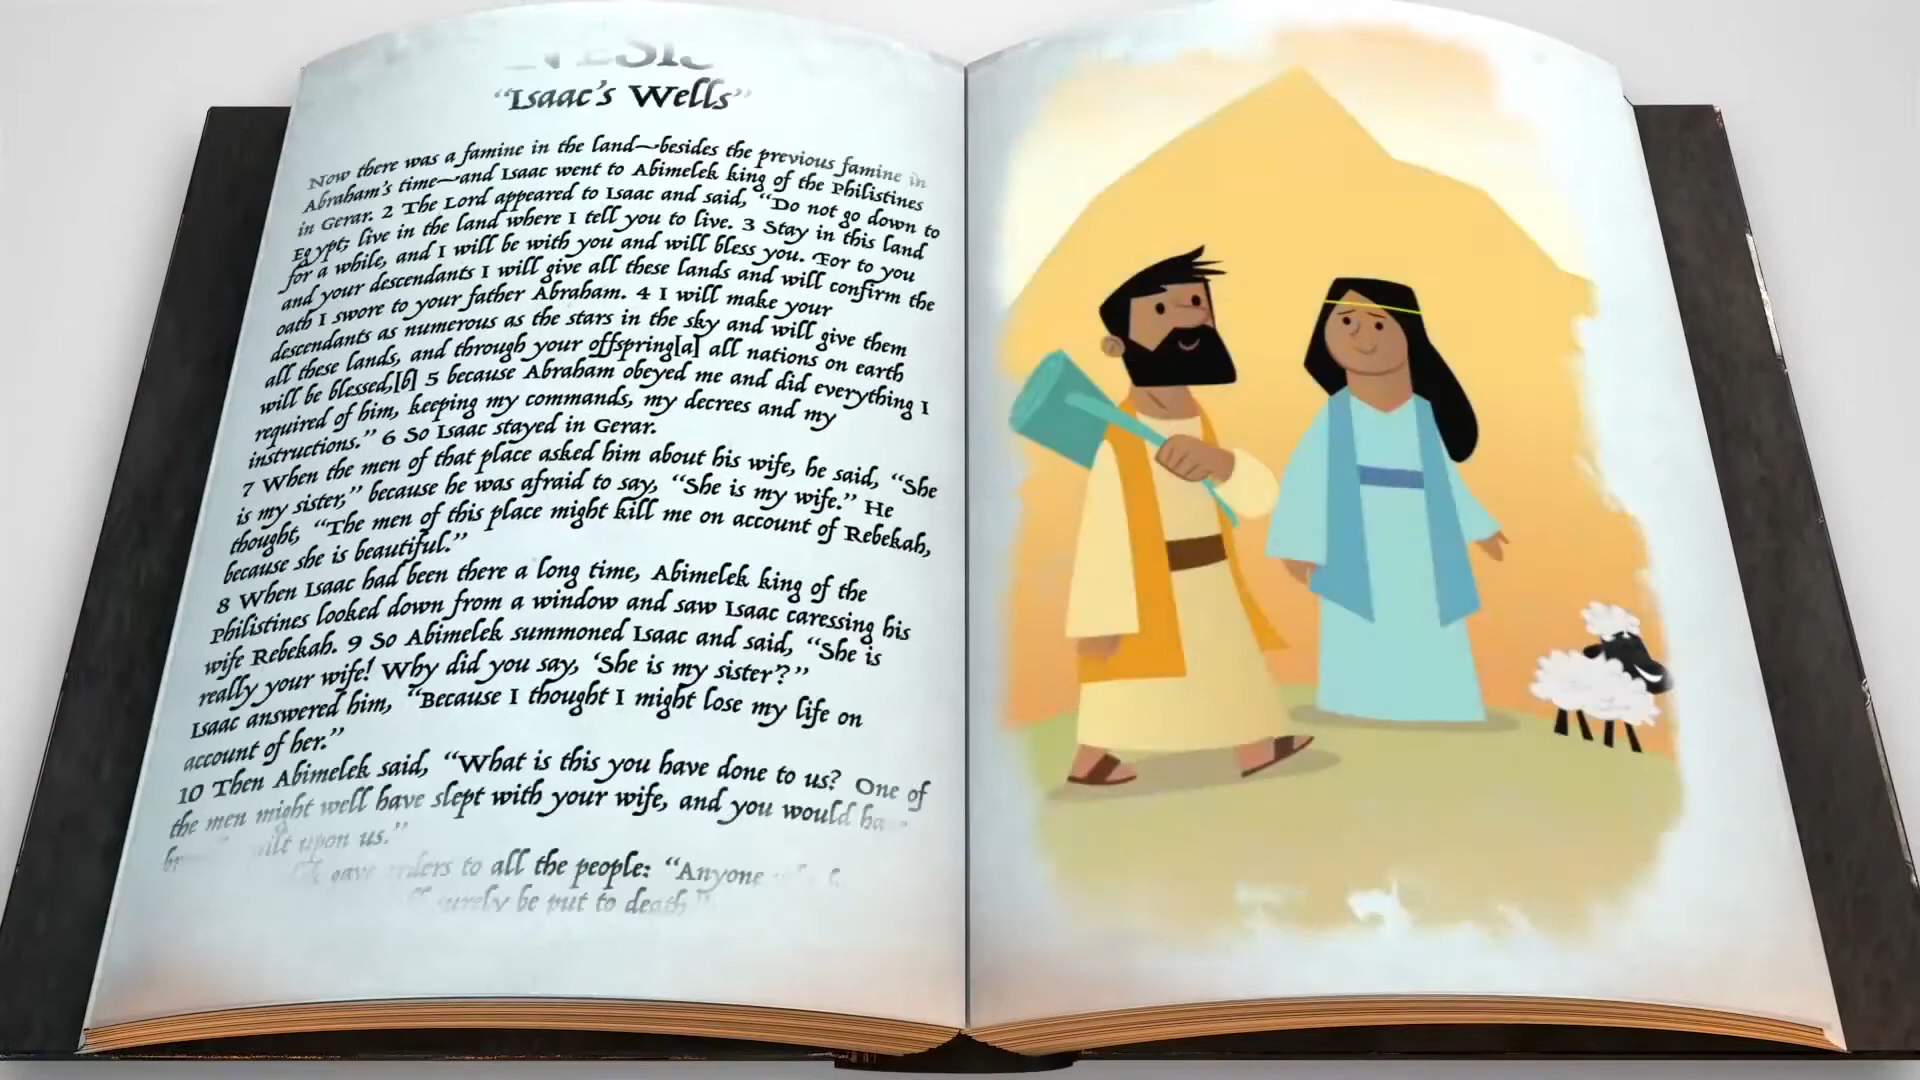 "Isaac's Wells"
Now there was a famine in the land—besides the previous famine in
Abraham's time—and Isaac went to Abimelek king of the Philistines
in Gerar. 2 The Lord appeared to Isaac and said, "Do not go down to
Egypt; live in the land where I tell you to live. 3 Stay in this land
for a while, and I will be with you and will bless you. For to you
and your descendants I will give all these lands and will confirm the
oath I swore to your father Abraham. 4 I will make your
descendants as numerous as the stars in the sky and will give them
all these lands, and through your offspring[a] all nations on earth
will be blessed,[b] 5 because Abraham obeyed me and did everything I
required of him, keeping my commands, my decrees and my
instructions." 6 So Isaac stayed in Gerar.
7 When the men of that place asked him about his wife, he said, "She
is my sister," because he was afraid to say, "She is my wife." He
thought, "The men of this place might kill me on account of Rebekah,
because she is beautiful."
8 When Isaac had been there a long time, Abimelek king of the
Philistines looked down from a window and saw Isaac caressing his
wife Rebekah. 9 So Abimelek summoned Isaac and said, "She is
really your wife! Why did you say, 'She is my sister'?"
Isaac answered him, "Because I thought I might lose my life on
account of her."
10 Then Abimelek said, "What is this you have done to us? One of
the men might well have slept with your wife, and you would have
upon us."
gave orders to all the people: "Anyone
surely be put to death."